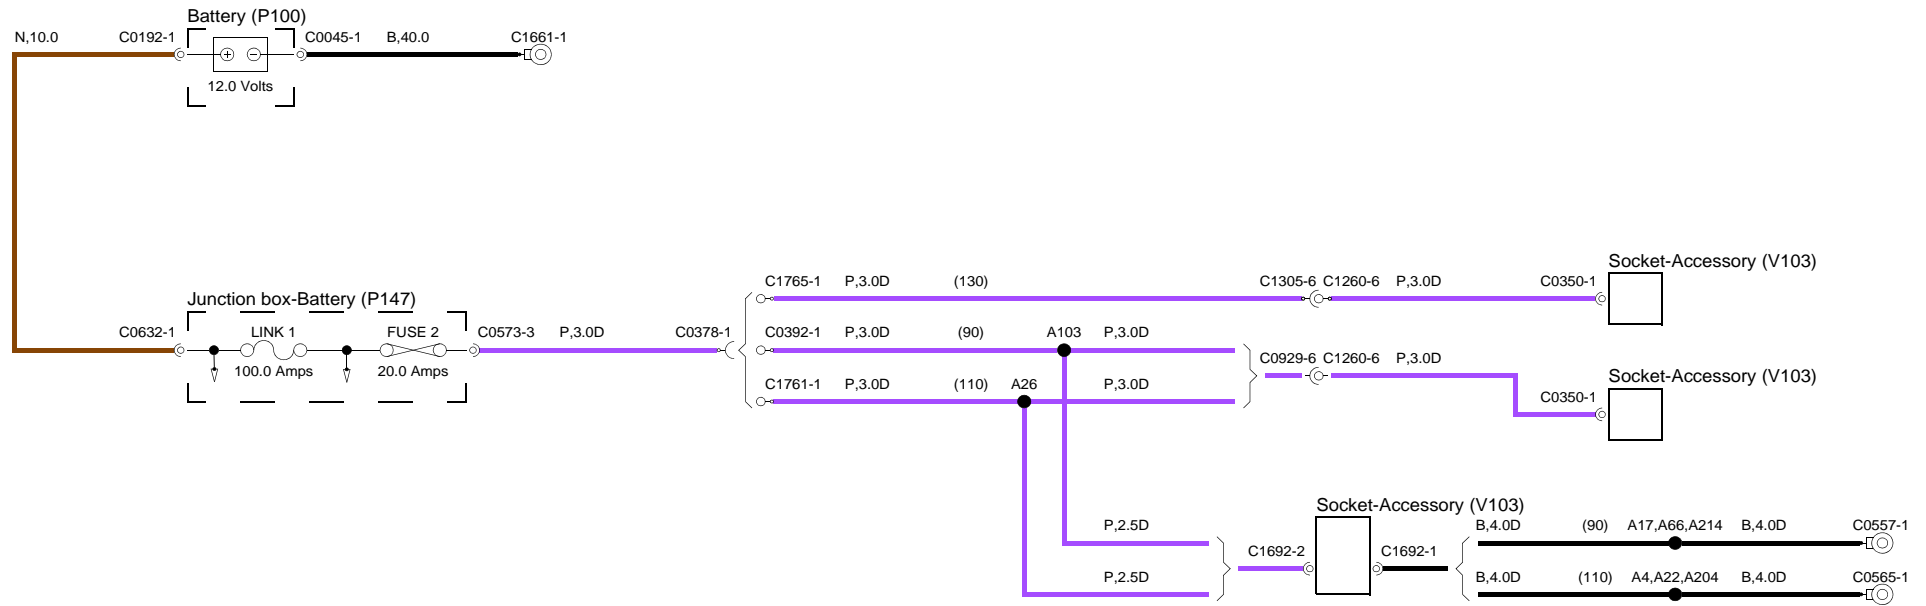 Battery (P100)
N,10.0 C0192-1 C0045-1 B,40.0 C1661-1
12.0 Volts
Socket-Accessory (V103)
C1765-1 P,3.0D (130) C1305-6 C1260-6 P,3.0D C0350-1
Junction box-Battery (P147)
C0632-1 LINK 1 FUSE 2 C0573-3 P,3.0D C0378-1 C0392-1 P,3.0D (90) A103 P,3.0D
C0929-6 C1260-6 P,3.0D
100.0 Amps 20.0 Amps
Socket-Accessory (V103)
C1761-1 P,3.0D (110) A26 P,3.0D
C0350-1
Socket-Accessory (V103)
P,2.5D B,4.0D (90) A17,A66,A214 B,4.0D C0557-1
C1692-2 C1692-1
P,2.5D B,4.0D (110) A4,A22,A204 B,4.0D C0565-1